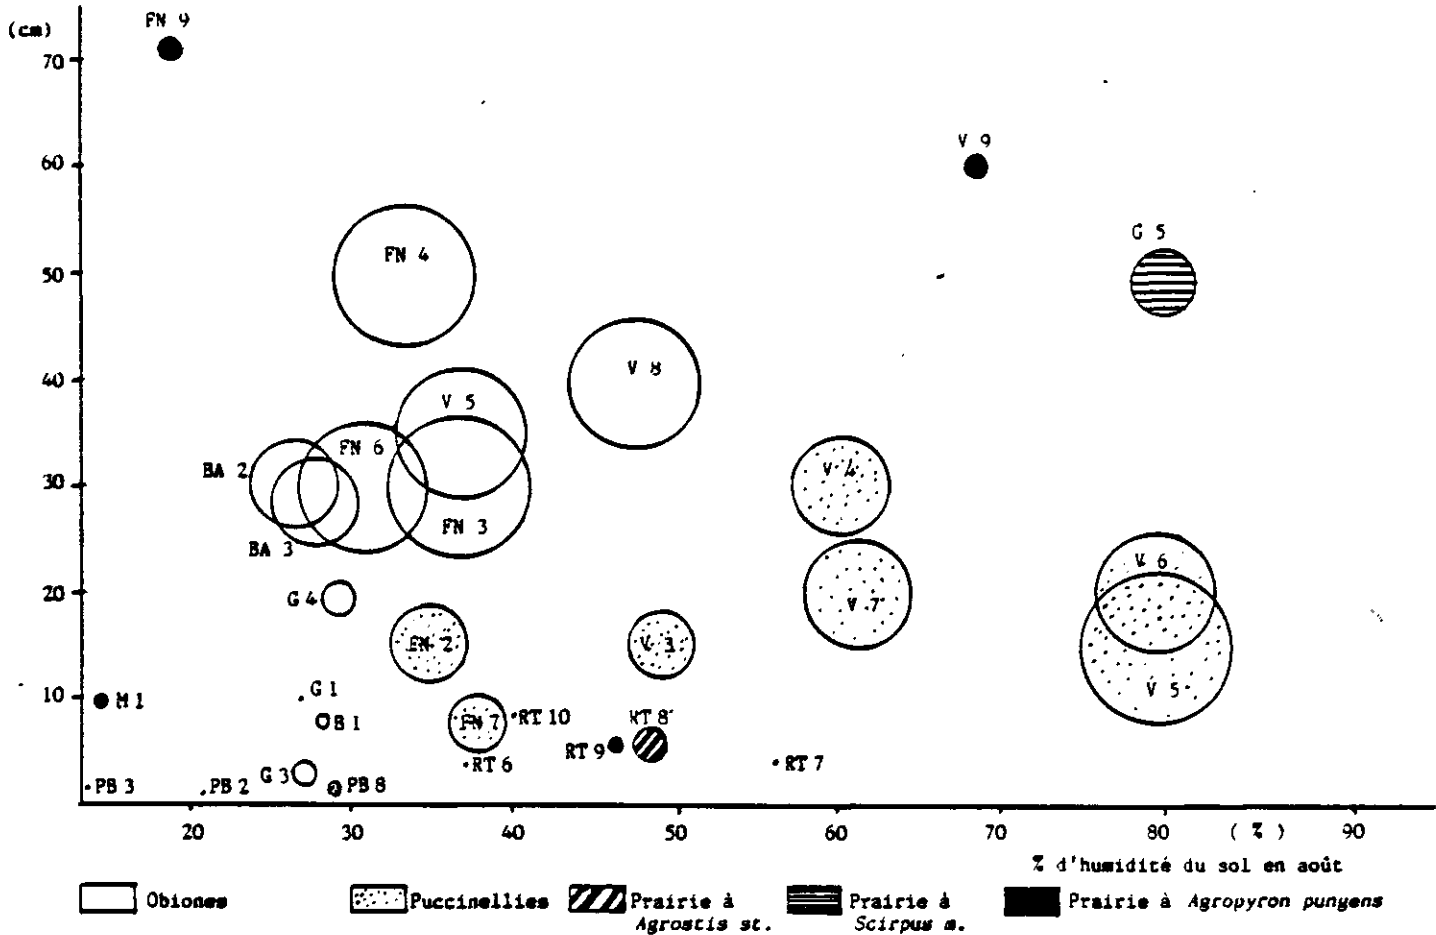 FN 9
(cm)
70
V 9
60
G 5
FN 4
50
V 8
40
V 5
FN 6
V 4
BA 2
30
FN 3
BA 3
V 6
G 4
20
V 7
FN 2
V 3
V 5
G 1
10
M 1
B 1
FN 7
RT 10
RT 8
RT 9
RT 6
RT 7
G 3
PB 3
PB 2
PB 8
20 30 40 50 60 70 80 ( % ) 90
% d'humidité du sol en août
Obiones Puccinellies Prairie à Prairie à Prairie à Agropyron pungens
Agrostis st. Scirpus m.